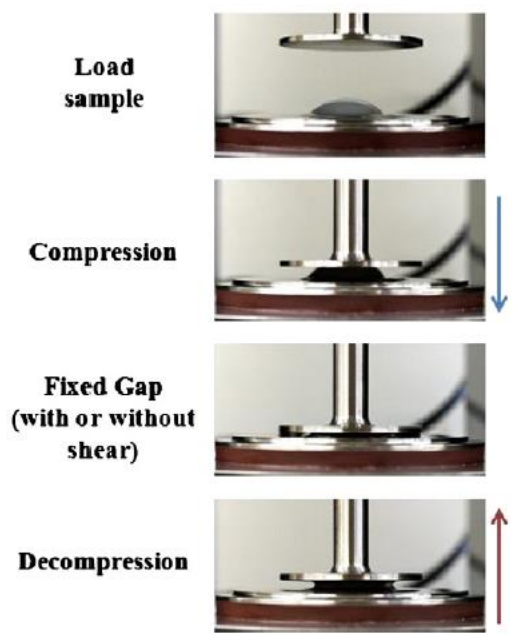 Load
sample
Compression
Fixed Gap
(with or without
shear)
Decompression